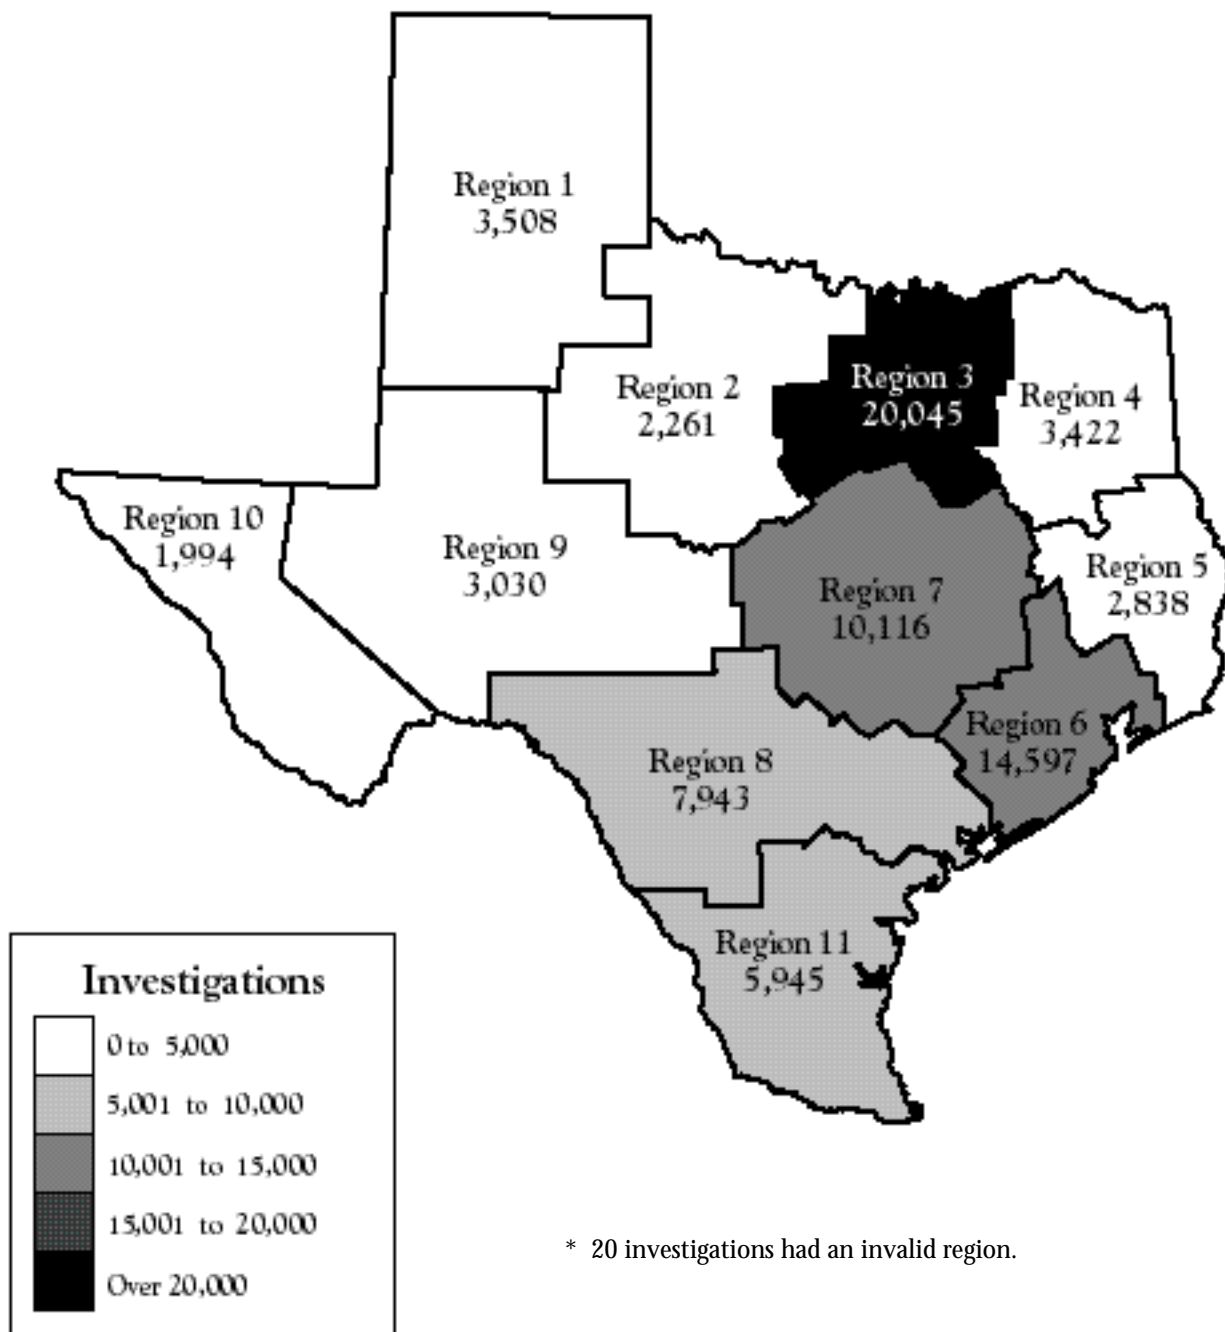 Region 1
3,508
Region 2
2,261
Region 3
20,045
Region 4
3,422
Region 10
1,994
Region 9
3,030
Region 7
10,116
Region 5
2,838
Region 6
14,597
Region 8
7,943
Region 11
5,945
Investigations
0 to 5,000
5,001 to 10,000
10,001 to 15,000
15,001 to 20,000
Over 20,000
* 20 investigations had an invalid region.